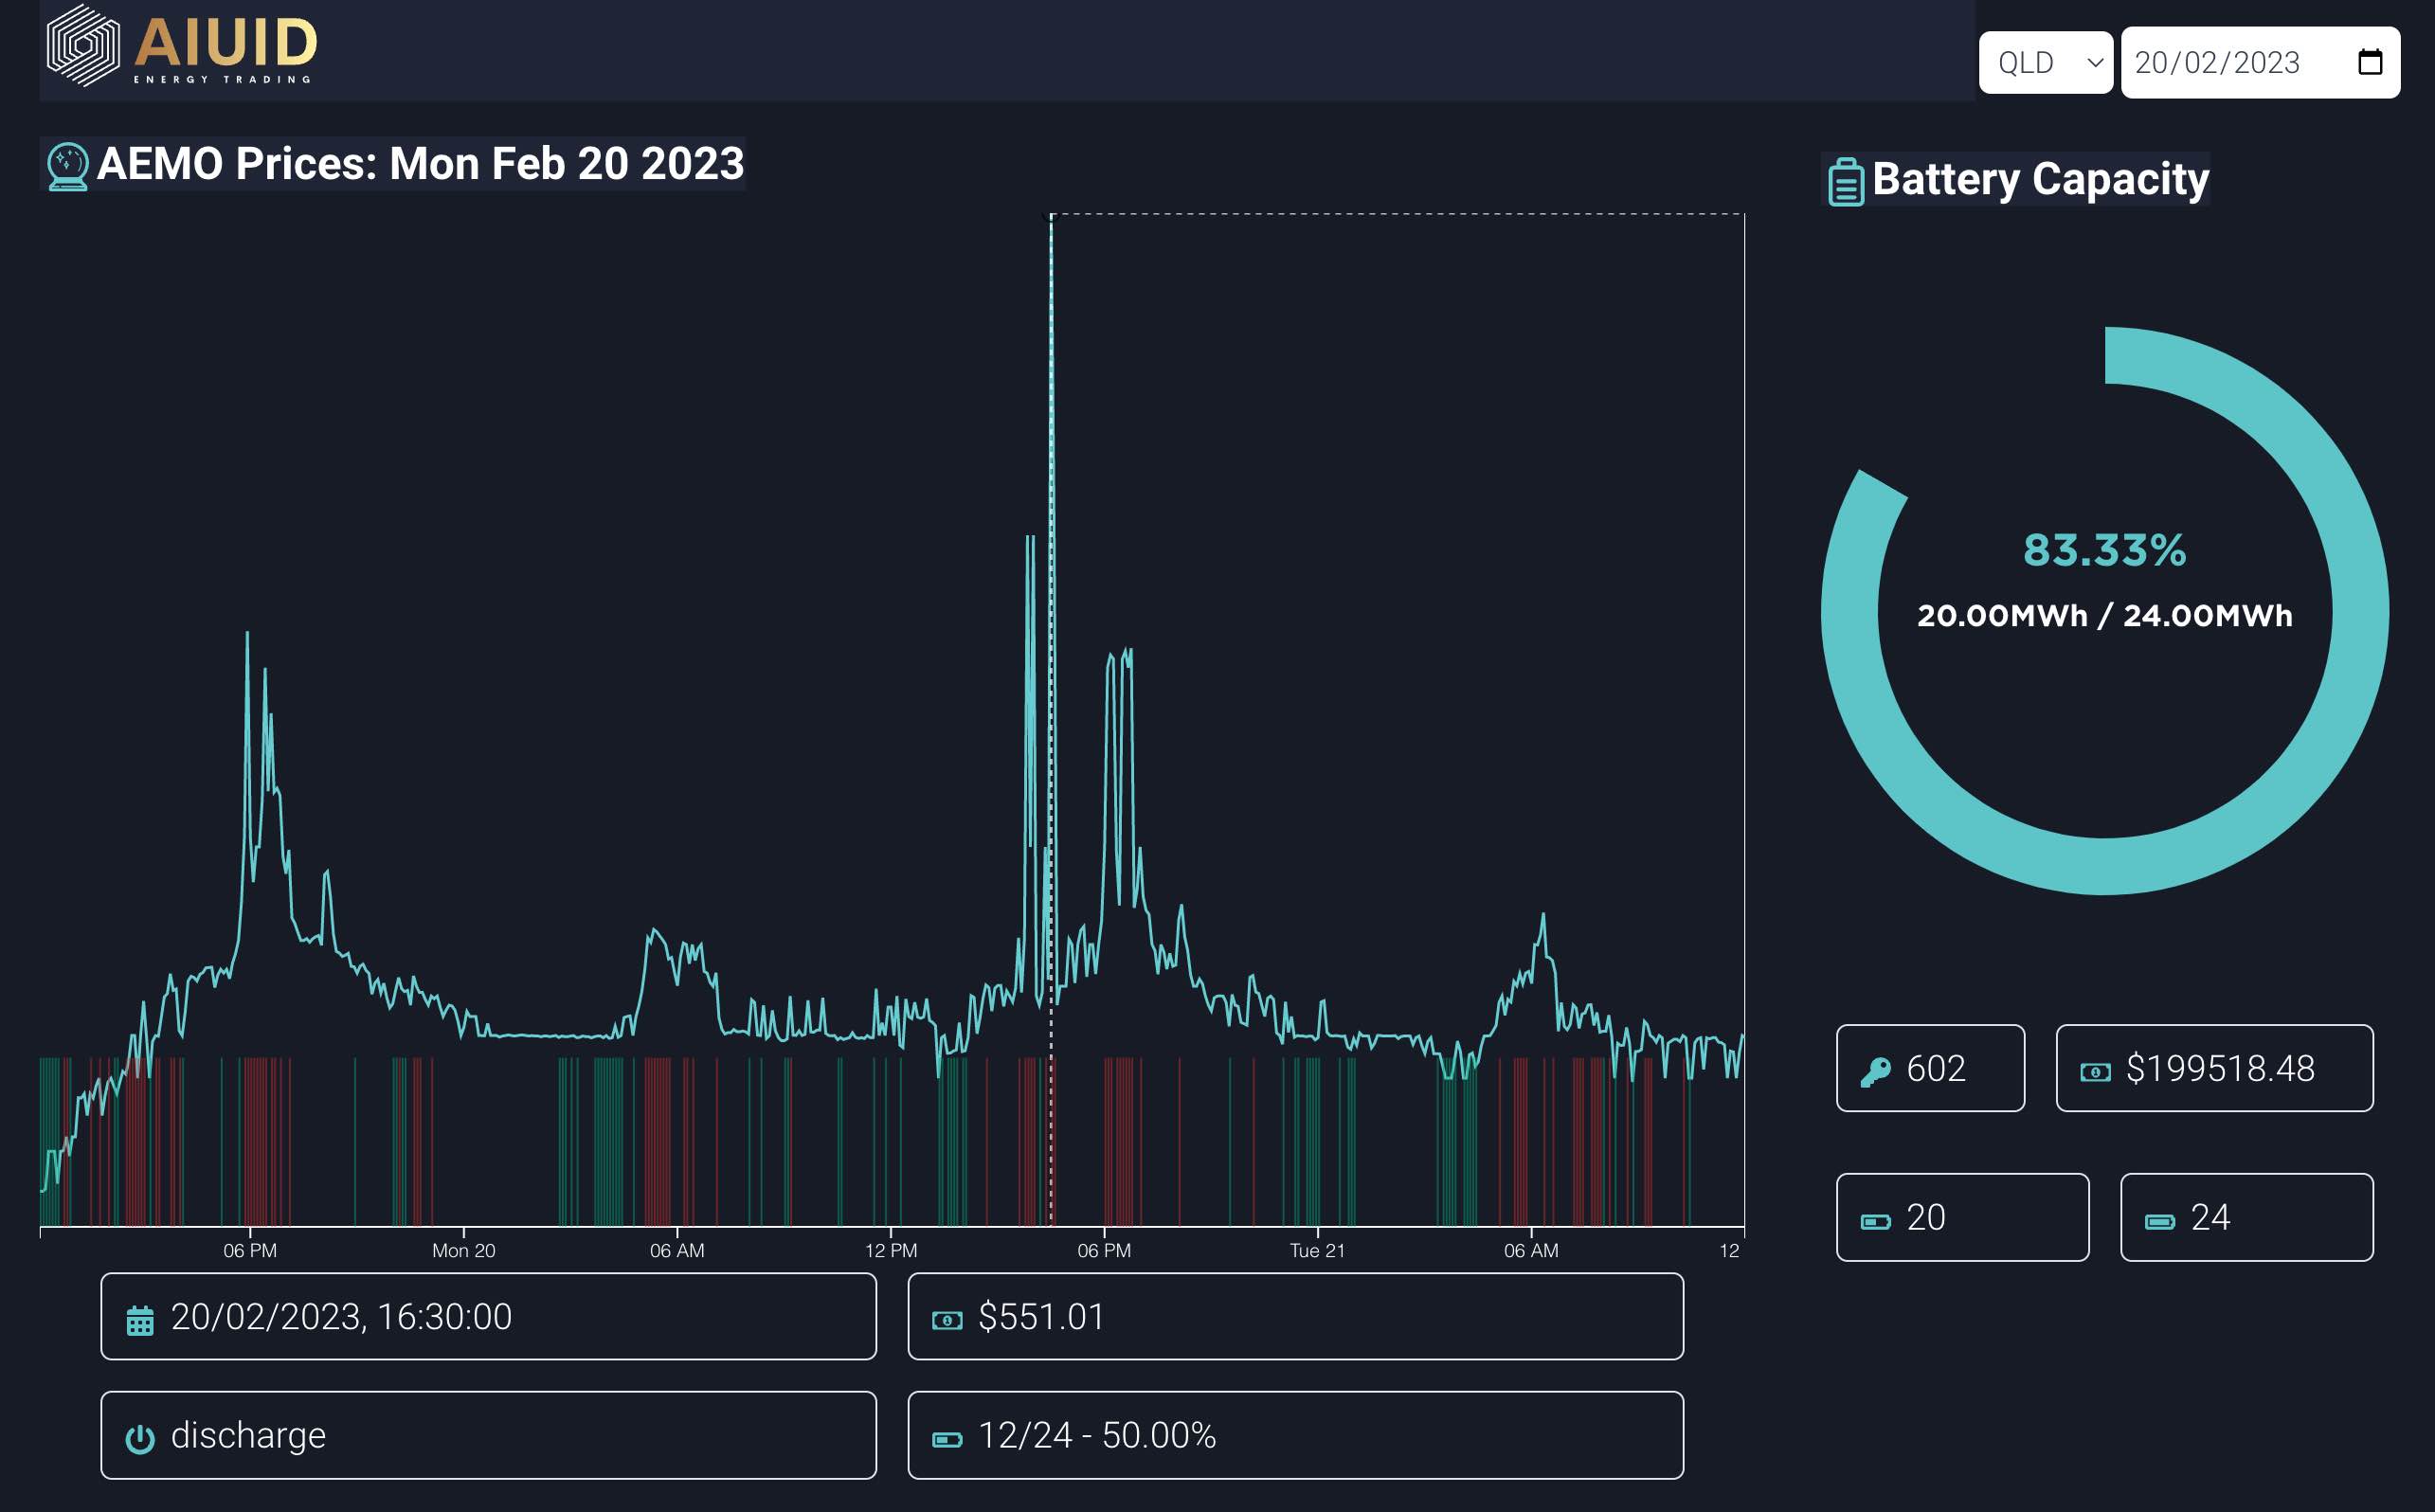 AIUID
ENERGY TRADING
QLD
20/02/2023
AEMO Prices: Mon Feb 20 2023
Battery Capacity
83.33%
20.00MWh / 24.00MWh
06 PM
Mon 20
06 AM
12 PM
06 PM
Tue 21
06 AM
12
602
$199518.48
20
24
20/02/2023, 16:30:00
$551.01
discharge
12/24 - 50.00%